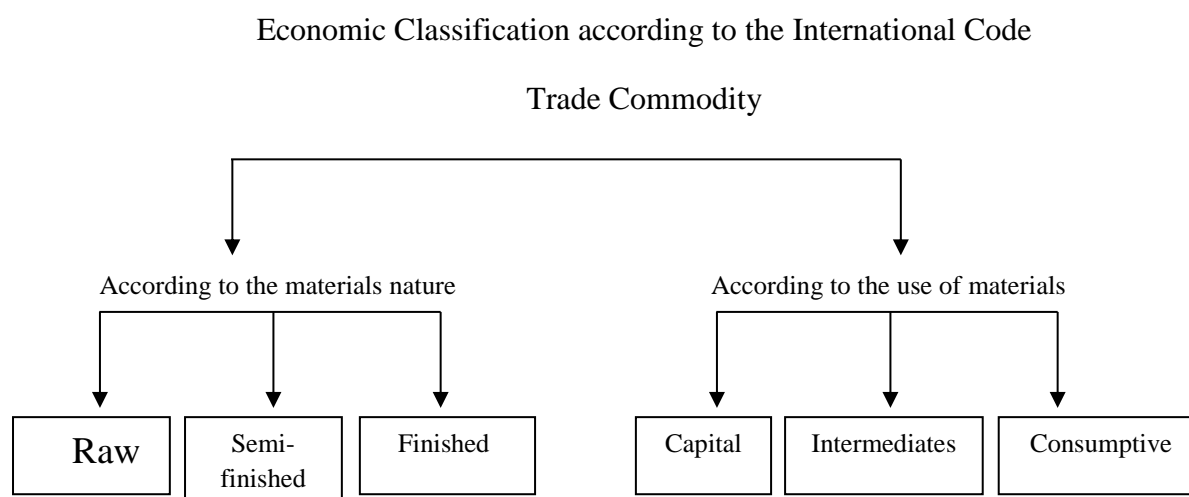 Economic Classification according to the International Code
Trade Commodity
According to the materials nature
According to the use of materials
Raw
Semi-
finished
Finished
Capital
Intermediates
Consumptive